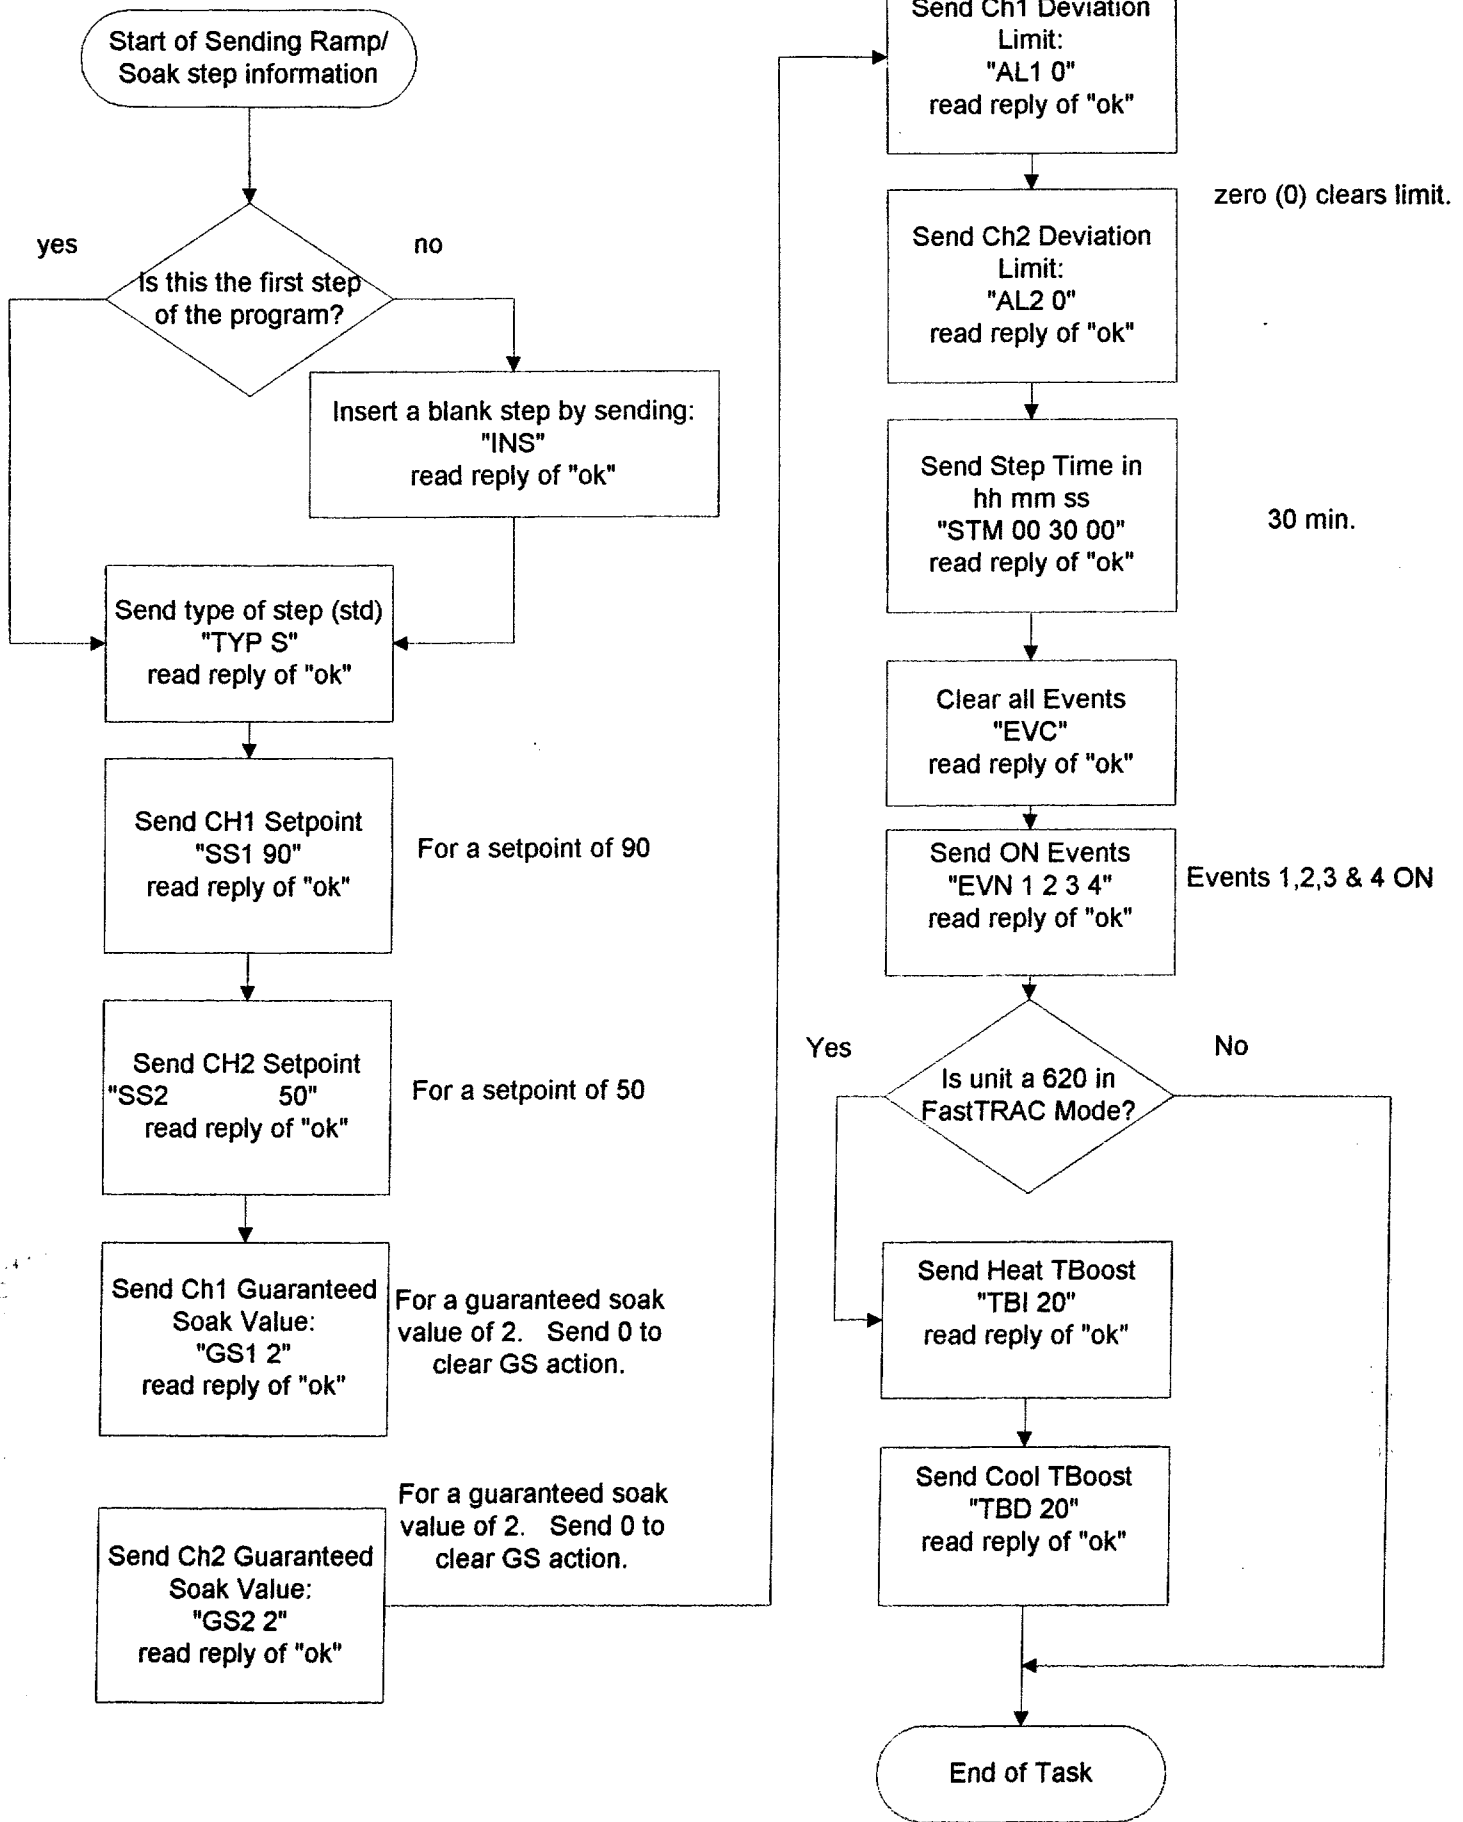 Start of Sending Ramp/
Soak step information
yes
no
Is this the first step
of the program?
Insert a blank step by sending:
"INS"
read reply of "ok"
Send type of step (std)
"TYP S"
read reply of "ok"
Send CH1 Setpoint
"SS1 90"
read reply of "ok"
For a setpoint of 90
Send CH2 Setpoint
"SS2 50"
read reply of "ok"
For a setpoint of 50
Send Ch1 Guaranteed
Soak Value:
"GS1 2"
read reply of "ok"
For a guaranteed soak
value of 2. Send 0 to
clear GS action.
Send Ch2 Guaranteed
Soak Value:
"GS2 2"
read reply of "ok"
For a guaranteed soak
value of 2. Send 0 to
clear GS action.
Send Ch1 Deviation
Limit:
"AL1 0"
read reply of "ok"
zero (0) clears limit.
Send Ch2 Deviation
Limit:
"AL2 0"
read reply of "ok"
Send Step Time in
hh mm ss
"STM 00 30 00"
read reply of "ok"
30 min.
Clear all Events
"EVC"
read reply of "ok"
Send ON Events
"EVN 1 2 3 4"
read reply of "ok"
Events 1,2,3 & 4 ON
Yes
No
Is unit a 620 in
FastTRAC Mode?
Send Heat TBoost
"TBI 20"
read reply of "ok"
Send Cool TBoost
"TBD 20"
read reply of "ok"
End of Task